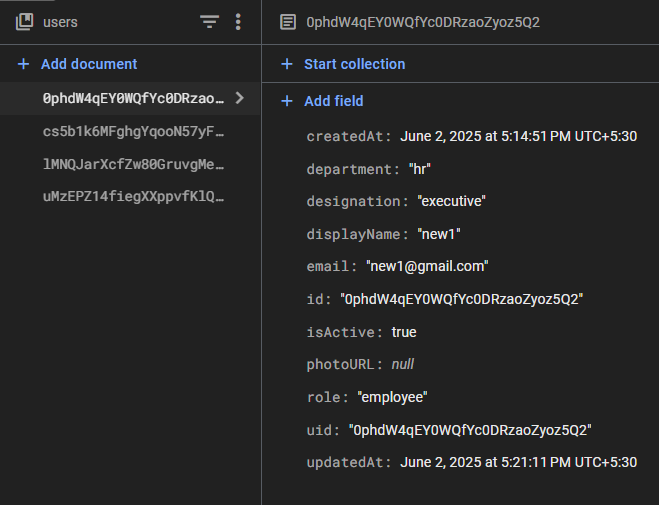 users
+ Add document
0phdW4qEY0WQfYc0DRzao...
cs5b1k6MFghgYqooN57yF...
lMNQJarXcfZw80GruvgMe...
uMzEPZ14fiegXXppvfKlQ...
0phdW4qEY0WQfYc0DRzaoZyoz5Q2
+ Start collection
+ Add field
createdAt: June 2, 2025 at 5:14:51 PM UTC+5:30
department: "hr"
designation: "executive"
displayName: "new1"
email: "new1@gmail.com"
id: "0phdW4qEY0WQfYc0DRzaoZyoz5Q2"
isActive: true
photoURL: null
role: "employee"
uid: "0phdW4qEY0WQfYc0DRzaoZyoz5Q2"
updatedAt: June 2, 2025 at 5:21:11 PM UTC+5:30